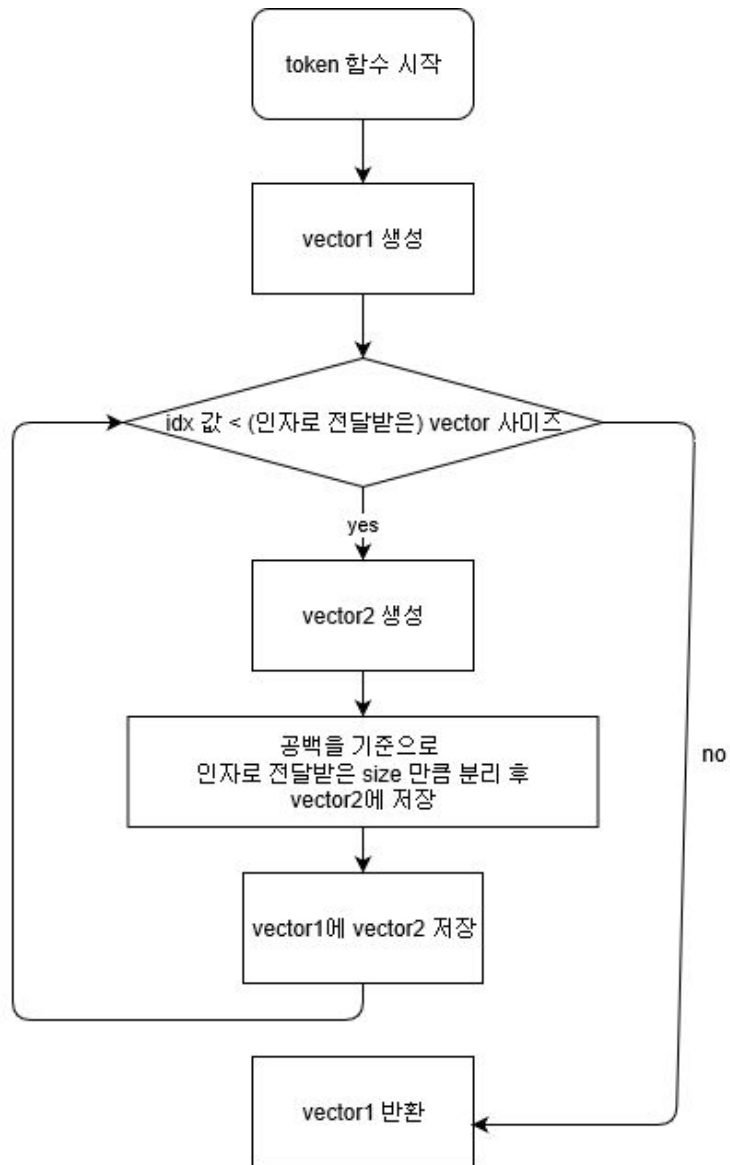 token 함수 시작
vector1 생성
idx 값 < (인자로 전달받은) vector 사이즈
yes
vector2 생성
공백을 기준으로
인자로 전달받은 size 만큼 분리 후
vector2에 저장
no
vector1에 vector2 저장
vector1 반환